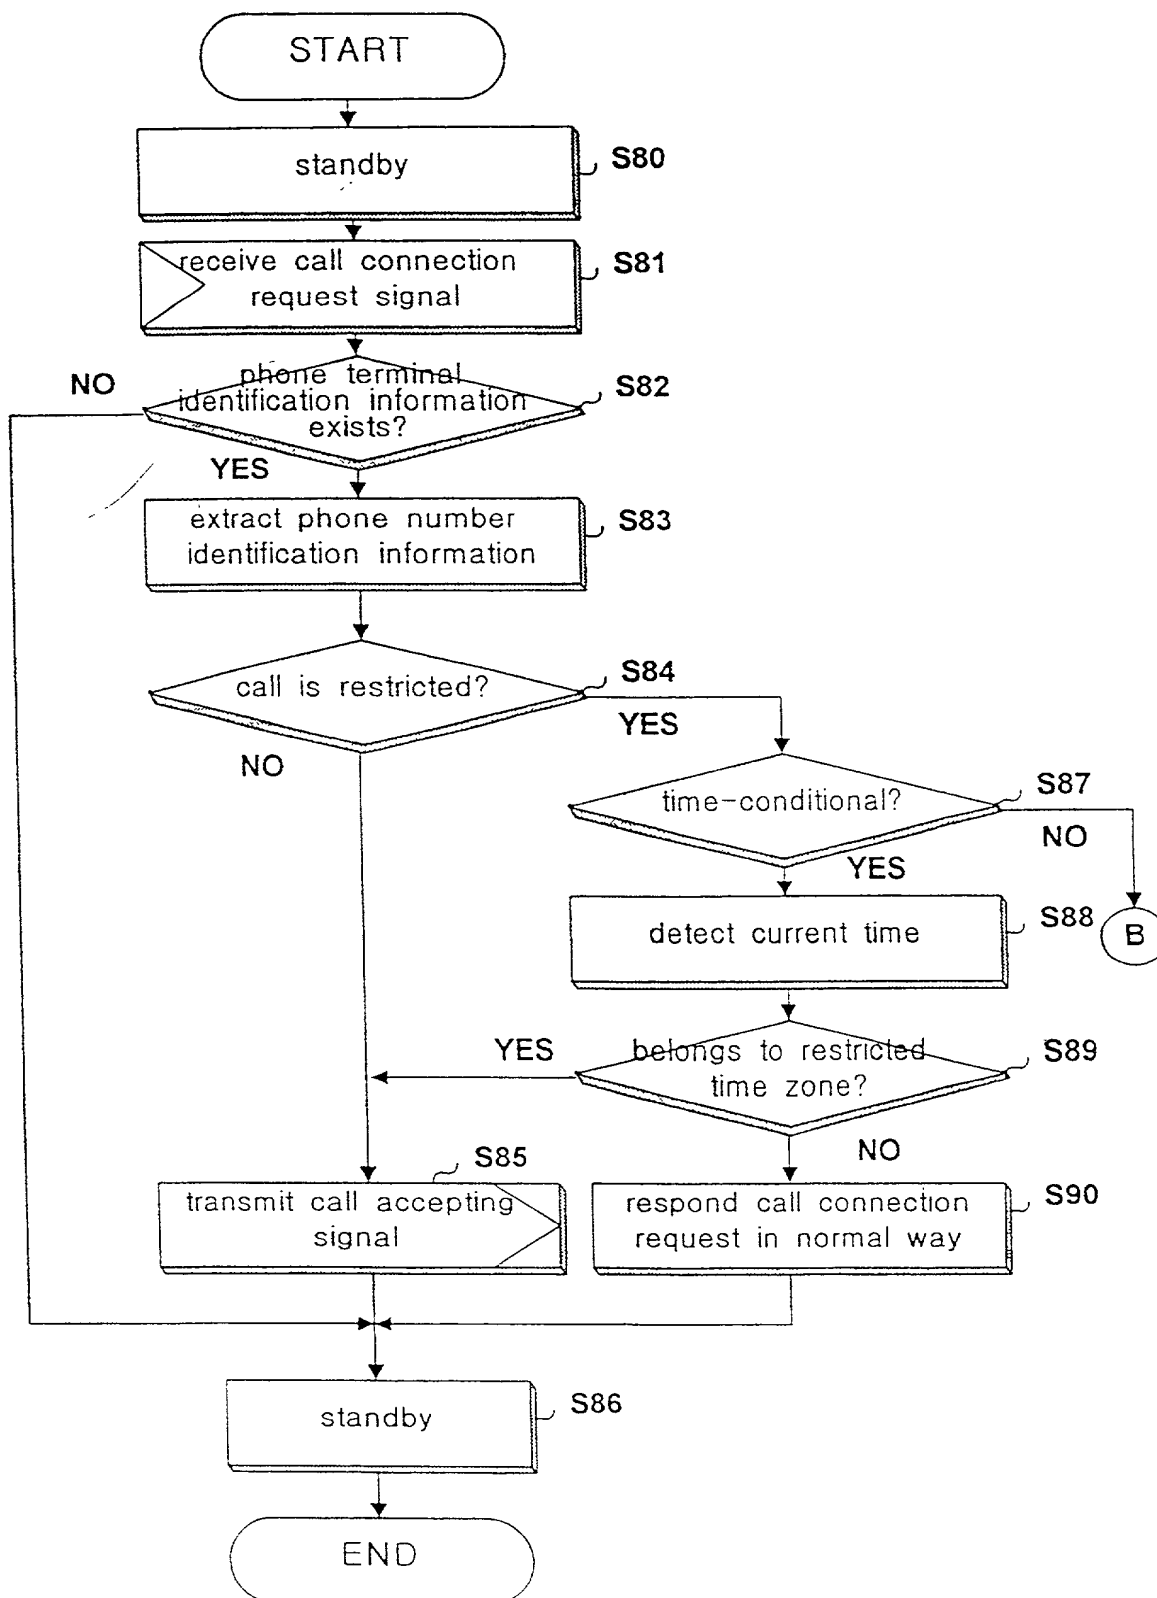 START
standby
S80
receive call connection
request signal
S81
NO
phone terminal
identification information
exists?
S82
YES
extract phone number
identification information
S83
call is restricted?
S84
YES
NO
time-conditional?
S87
NO
YES
detect current time
S88
B
YES
belongs to restricted
time zone?
S89
NO
S85
transmit call accepting
signal
respond call connection
request in normal way
S90
standby
S86
END